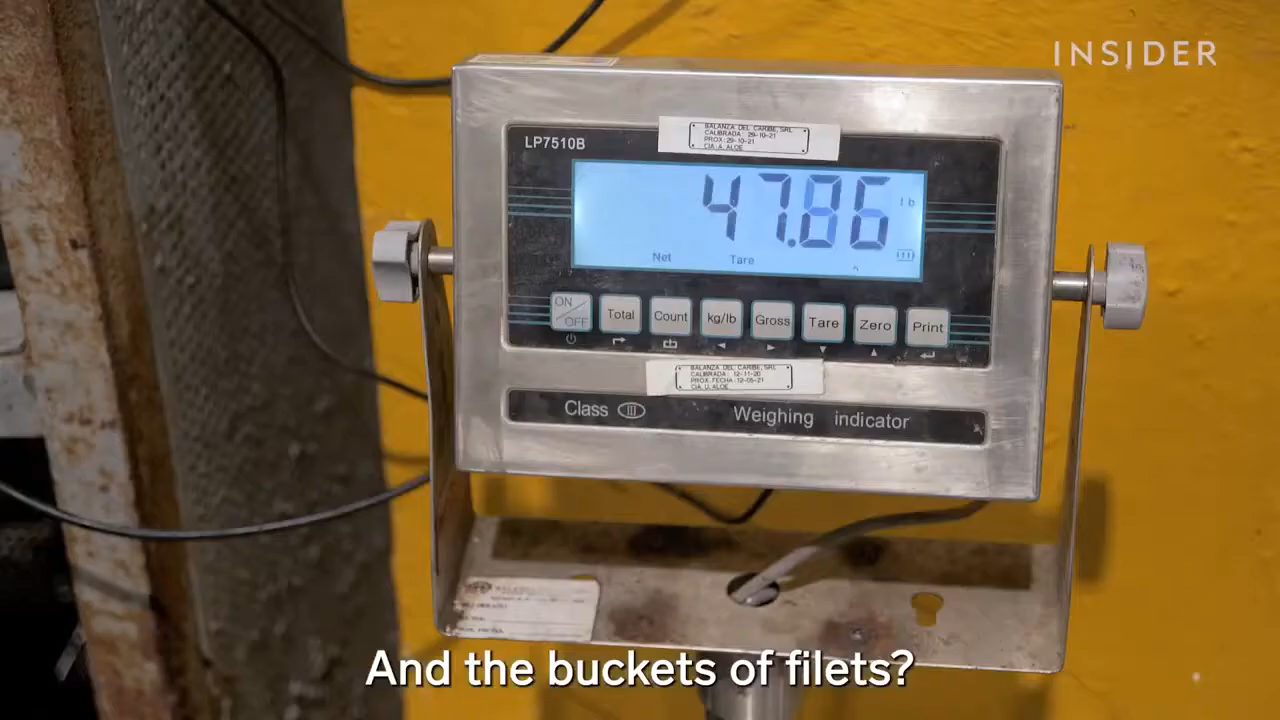 INSIDER
LP7510B
BALANZA DEL CARIBE, SRL
CALIBRADA: 29-10-21
PROX: 29-10-21
CIA. A. ALOE
47.86 lb
Net Tare
ON/OFF Total Count kg/lb Gross Tare Zero Print
BALANZA DEL CARIBE, SRL
CALIBRADA: 12-11-20
PROX. FECHA: 12-05-21
CIA. U. ALOE
Class III Weighing indicator
And the buckets of filets?